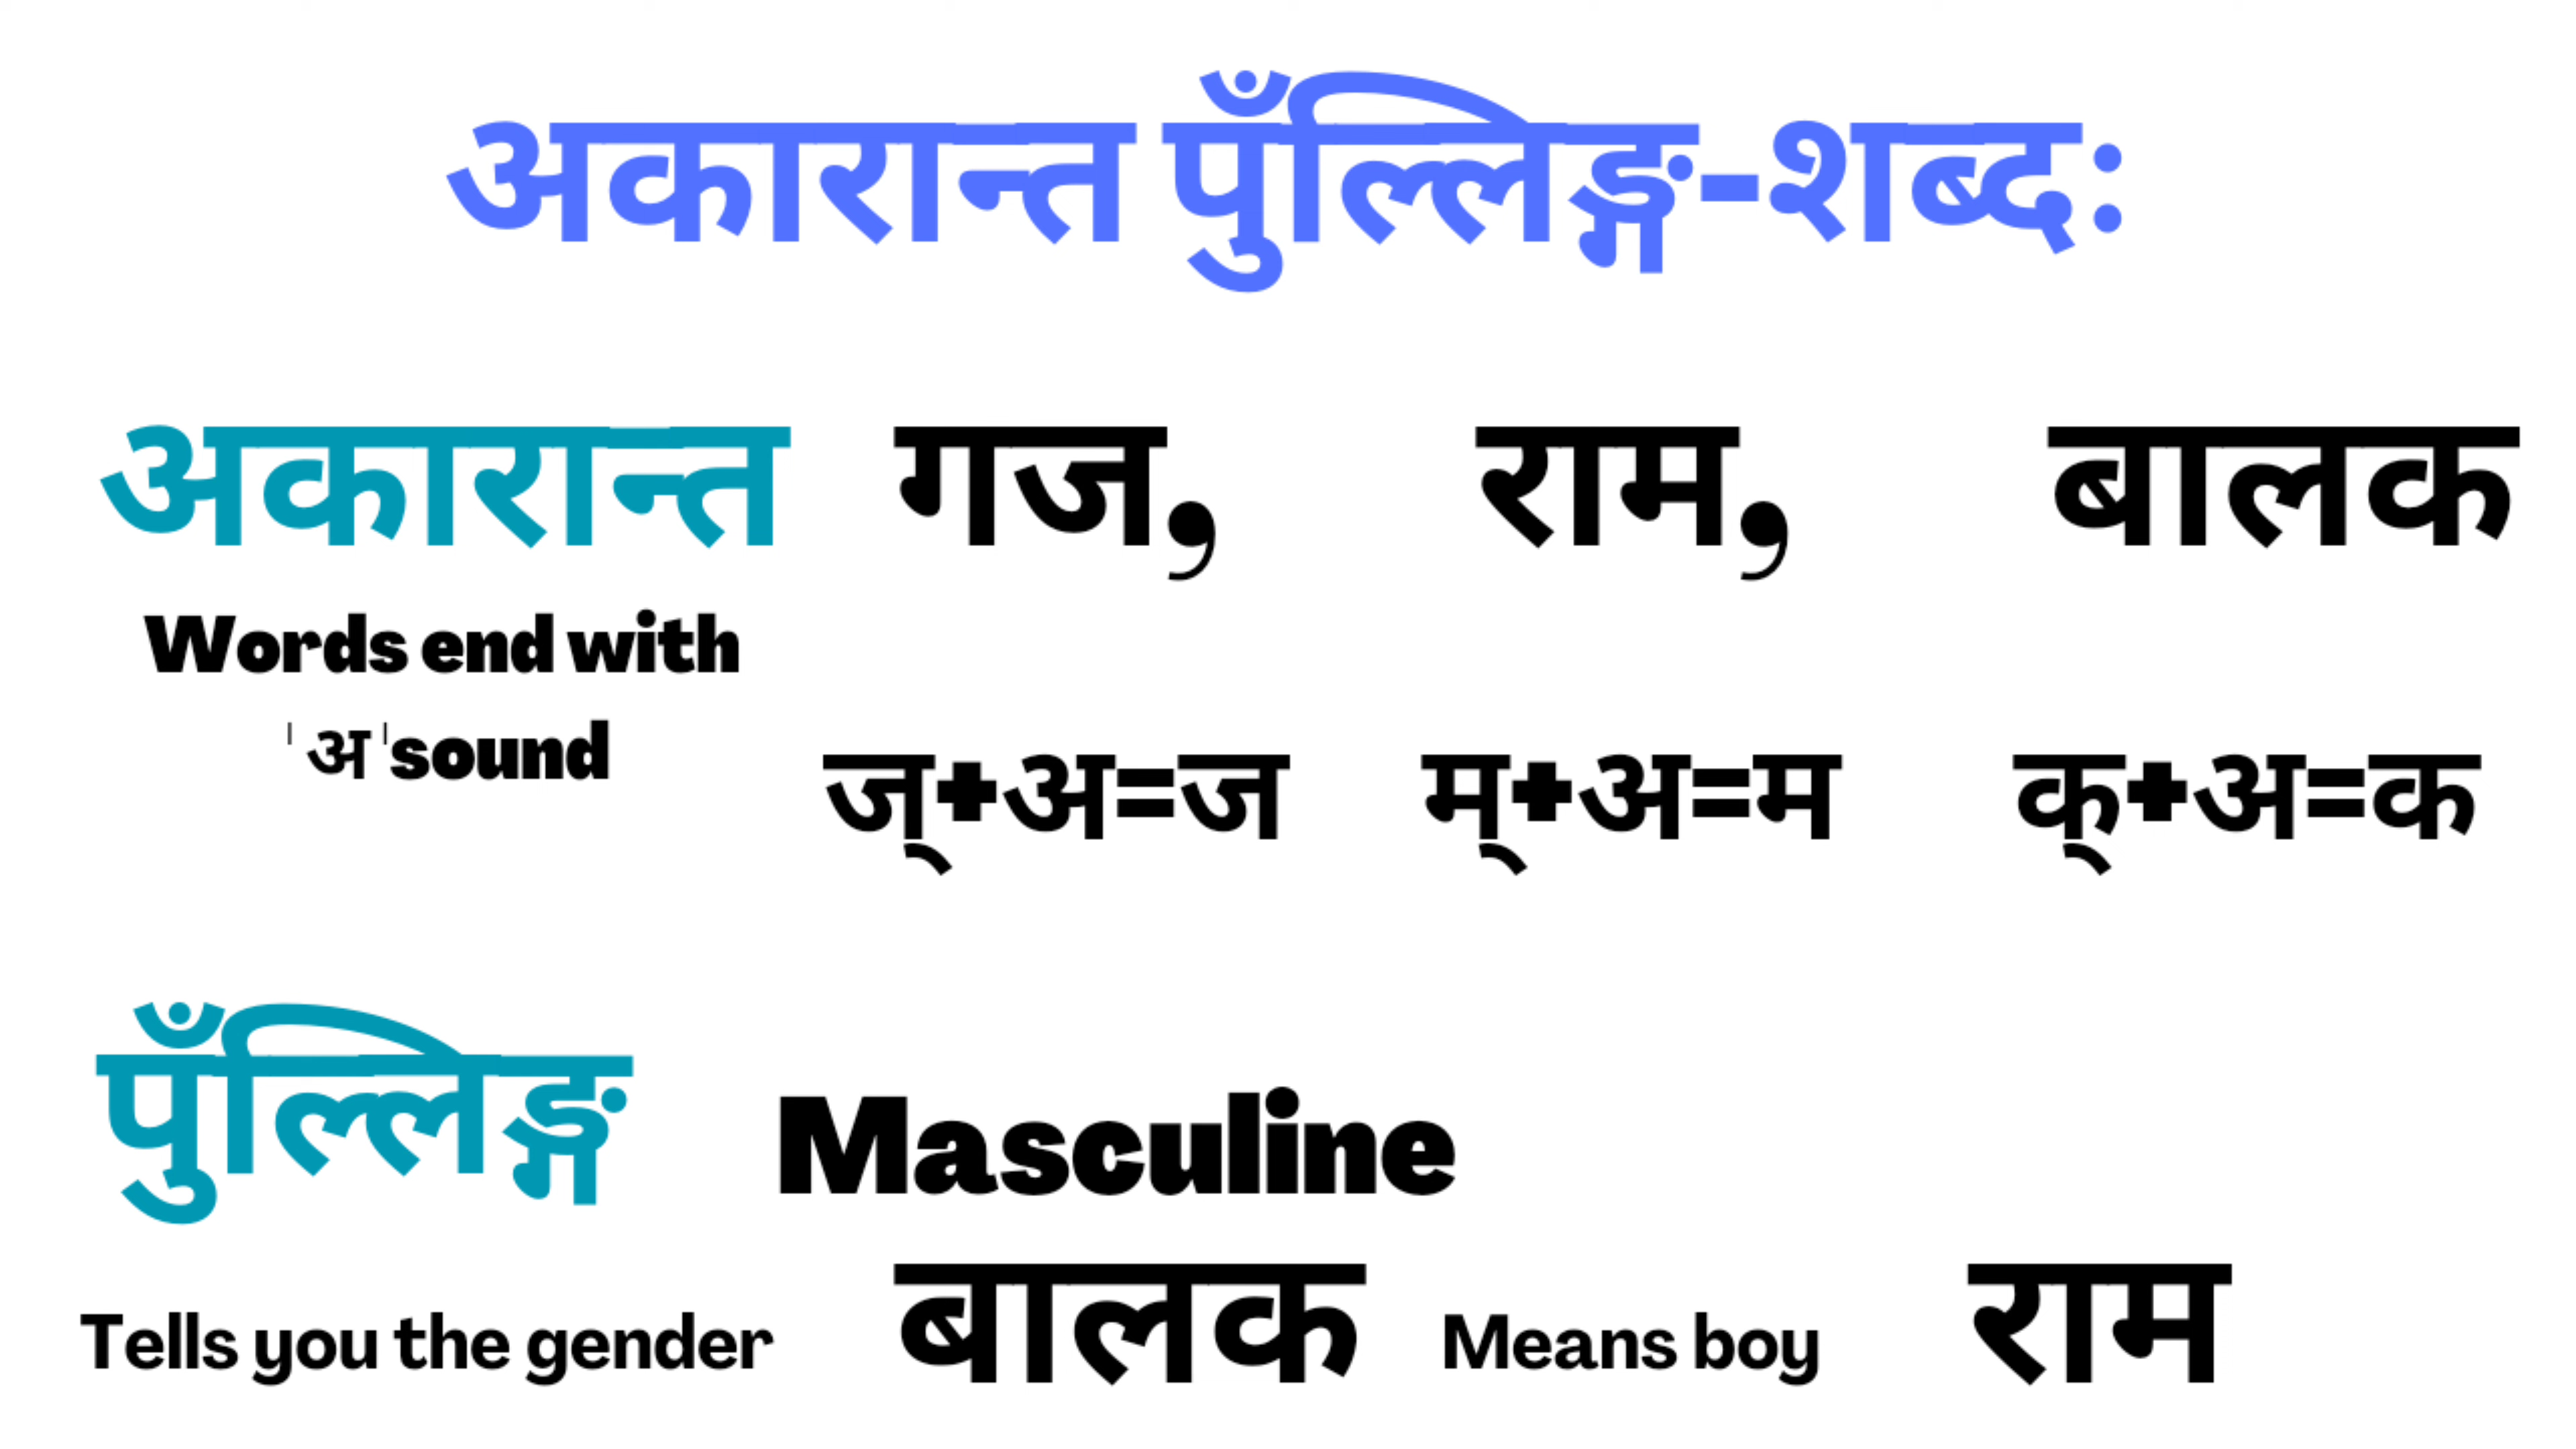 अकारान्त पुँल्लिङ्ग-शब्द:
अकारान्त गज, राम, बालक
Words end with
'अ'sound
ज्+अ=ज म्+अ=म क्+अ=क
पुँल्लिङ्ग Masculine
Tells you the gender बालक Means boy राम